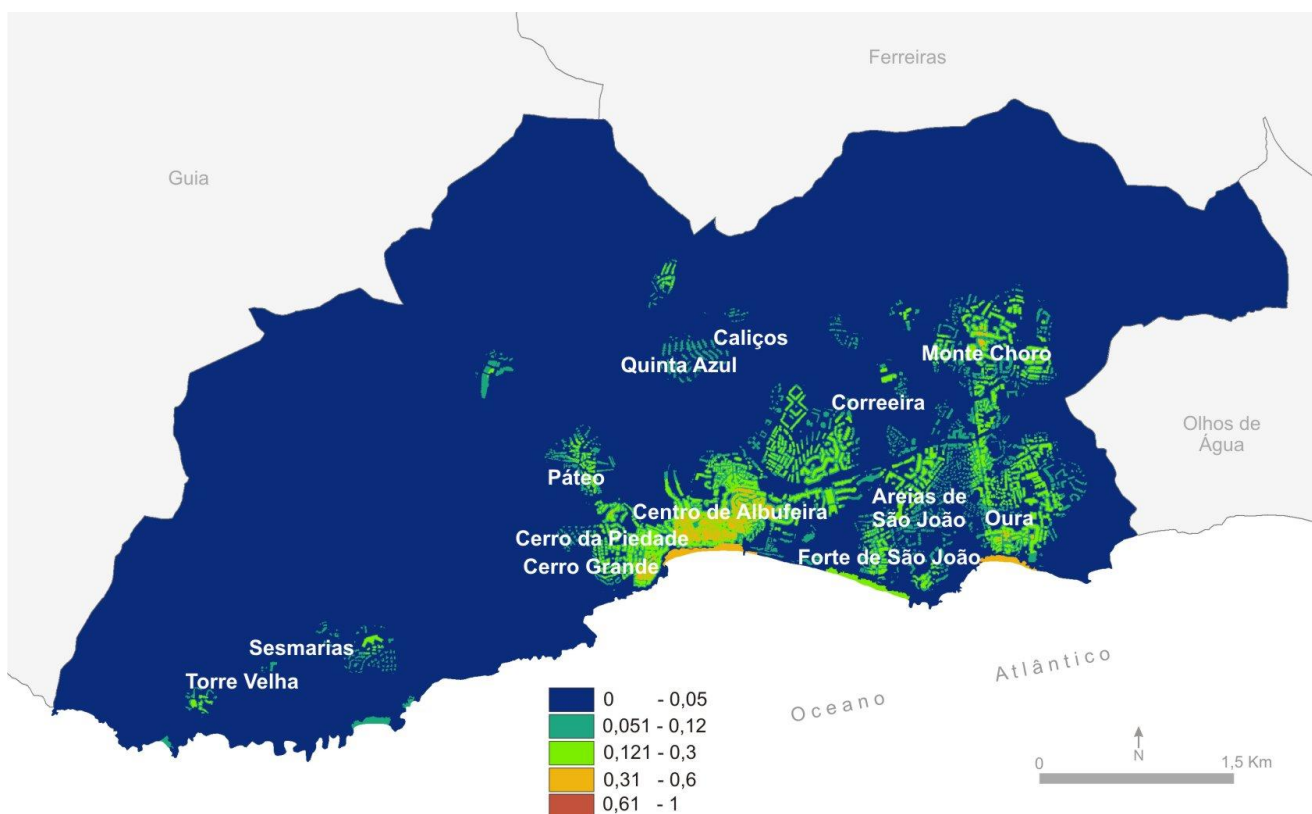 Ferreiras
Guia
Caliços
Quinta Azul
Monte Choro
Correeira
Olhos de
Água
Páteo
Centro de Albufeira
Areias de
São João
Oura
Cerro da Piedade
Cerro Grande
Forte de São João
Sesmarias
Torre Velha
Oceano Atlântico
0 - 0,05
0,051 - 0,12
0,121 - 0,3
0,31 - 0,6
0,61 - 1
N
0 1,5 Km